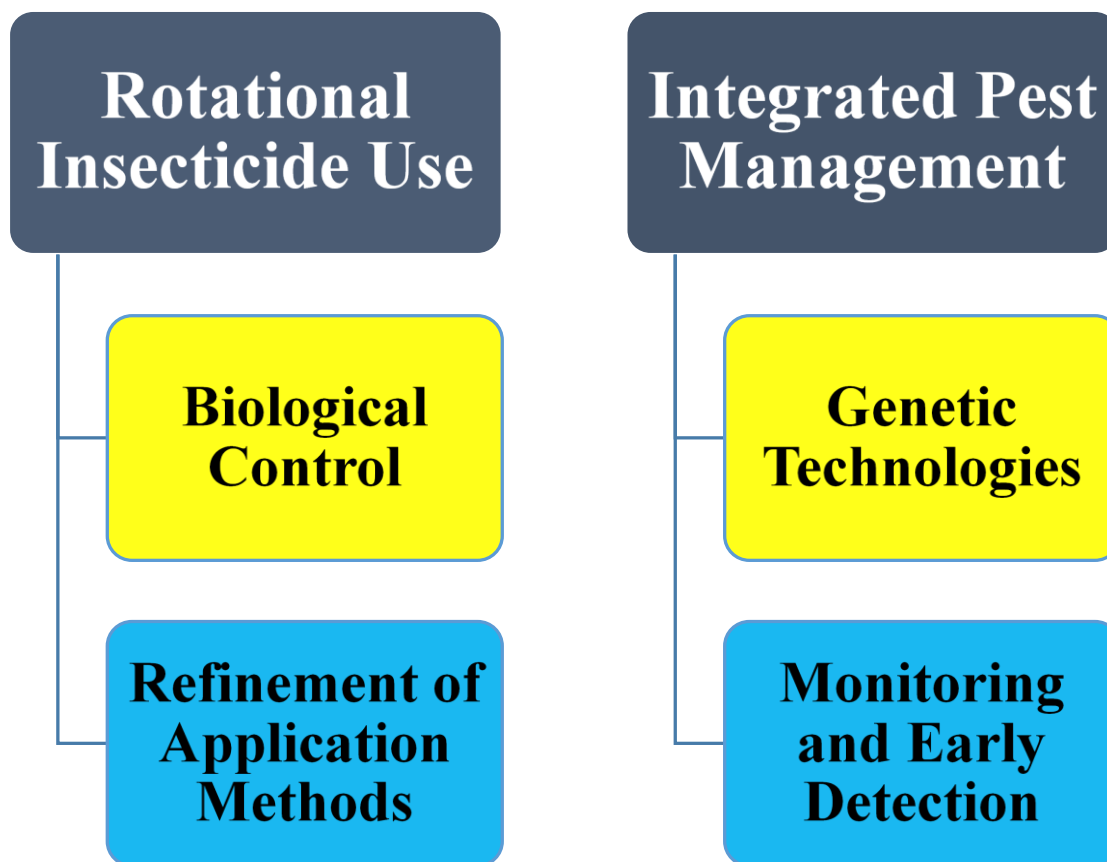 Rotational
Insecticide Use
Biological
Control
Refinement of
Application
Methods
Integrated Pest
Management
Genetic
Technologies
Monitoring
and Early
Detection